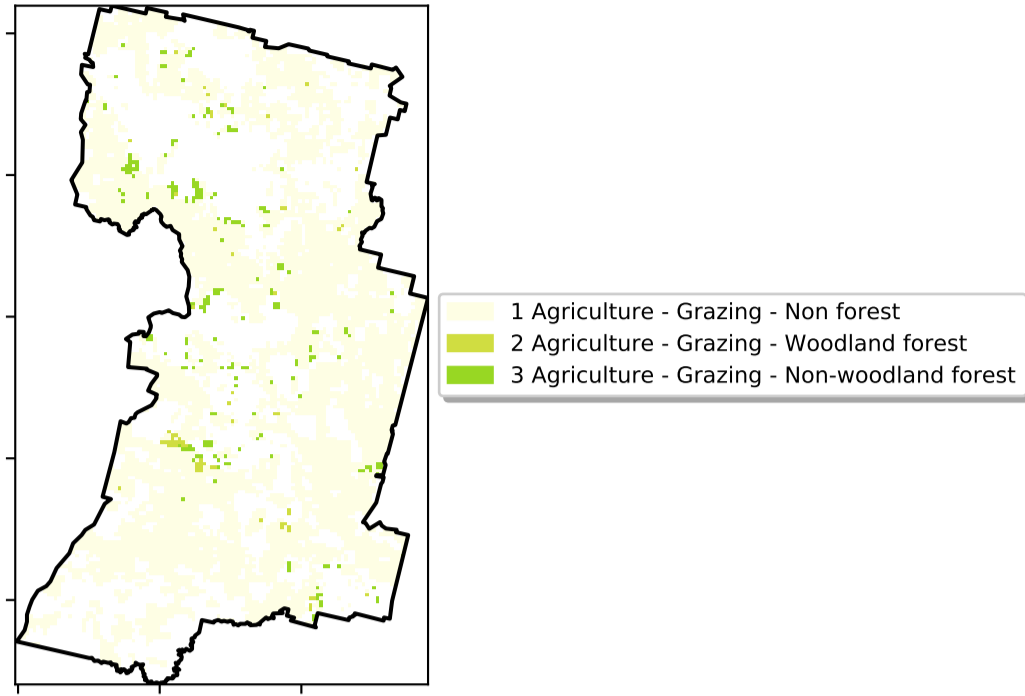 1 Agriculture - Grazing - Non forest
2 Agriculture - Grazing - Woodland forest
3 Agriculture - Grazing - Non-woodland forest